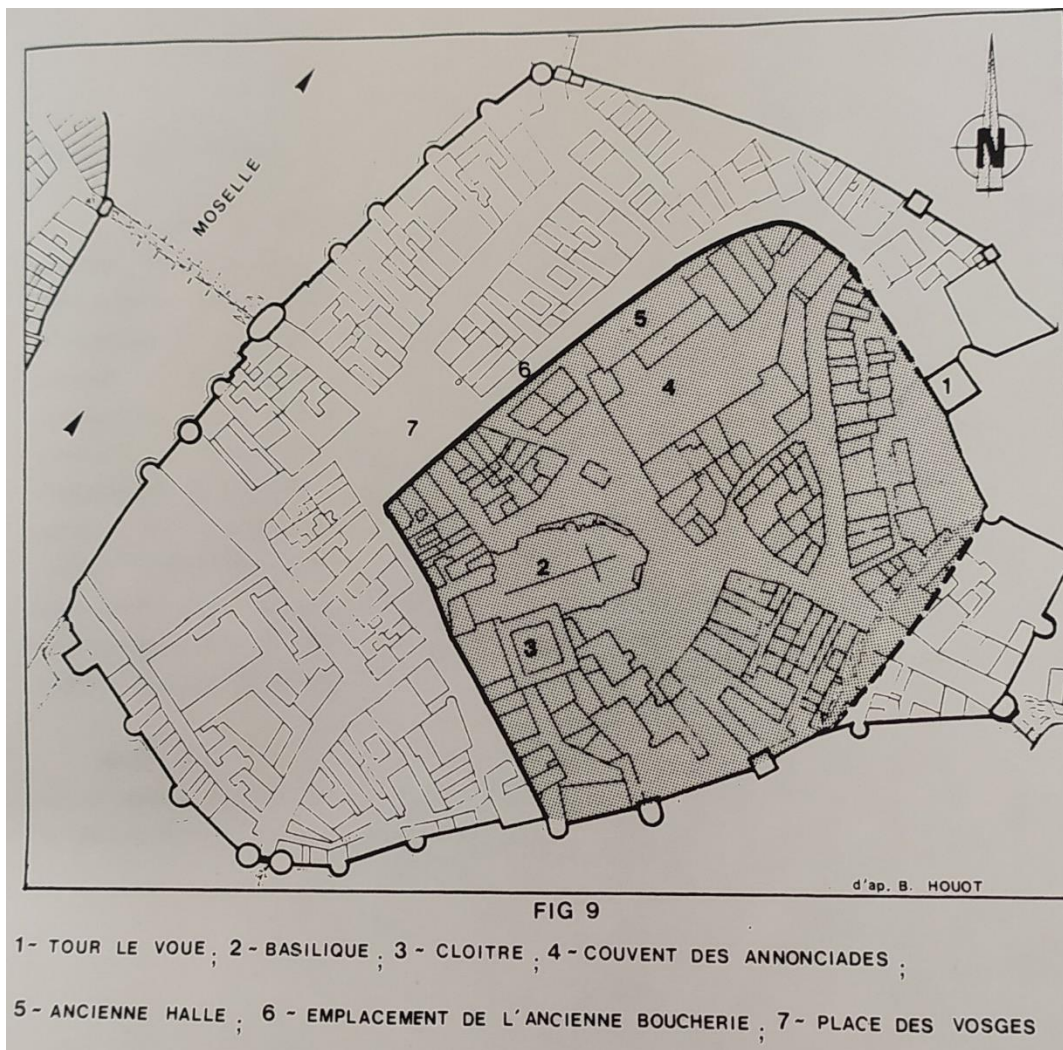 MOSELLE
N
5
4
1
6
7
2
3
d'ap. B. HOUOT
FIG 9
1- TOUR LE VOUE ; 2 - BASILIQUE ; 3 - CLOITRE ; 4 - COUVENT DES ANNONCIADES ;
5 - ANCIENNE HALLE ; 6 - EMPLACEMENT DE L'ANCIENNE BOUCHERIE ; 7 - PLACE DES VOSGES